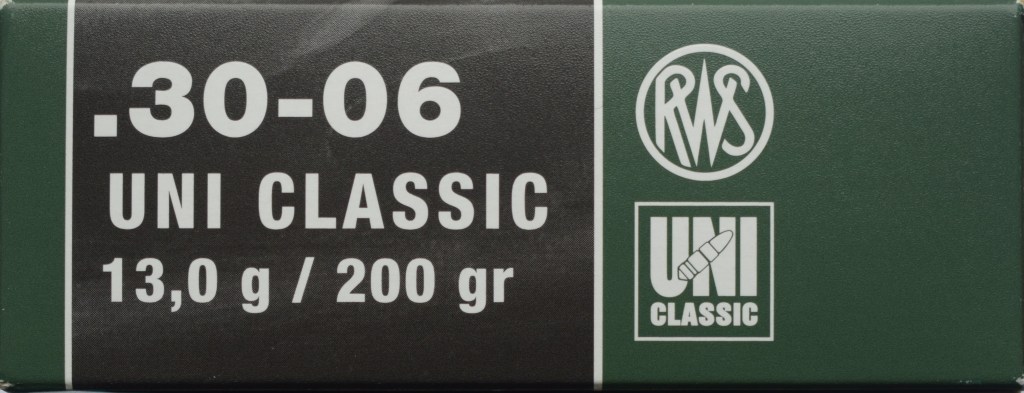 .30-06
UNI CLASSIC
13,0 g / 200 gr
RWS
UNI
CLASSIC